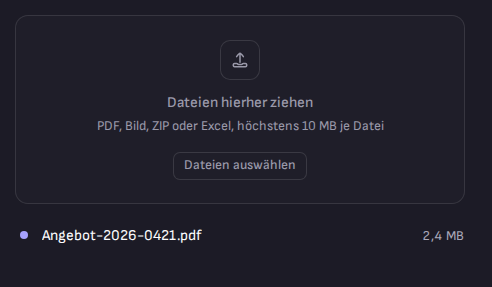 Dateien hierher ziehen
PDF, Bild, ZIP oder Excel, höchstens 10 MB je Datei
Dateien auswählen
Angebot-2026-0421.pdf 2,4 MB